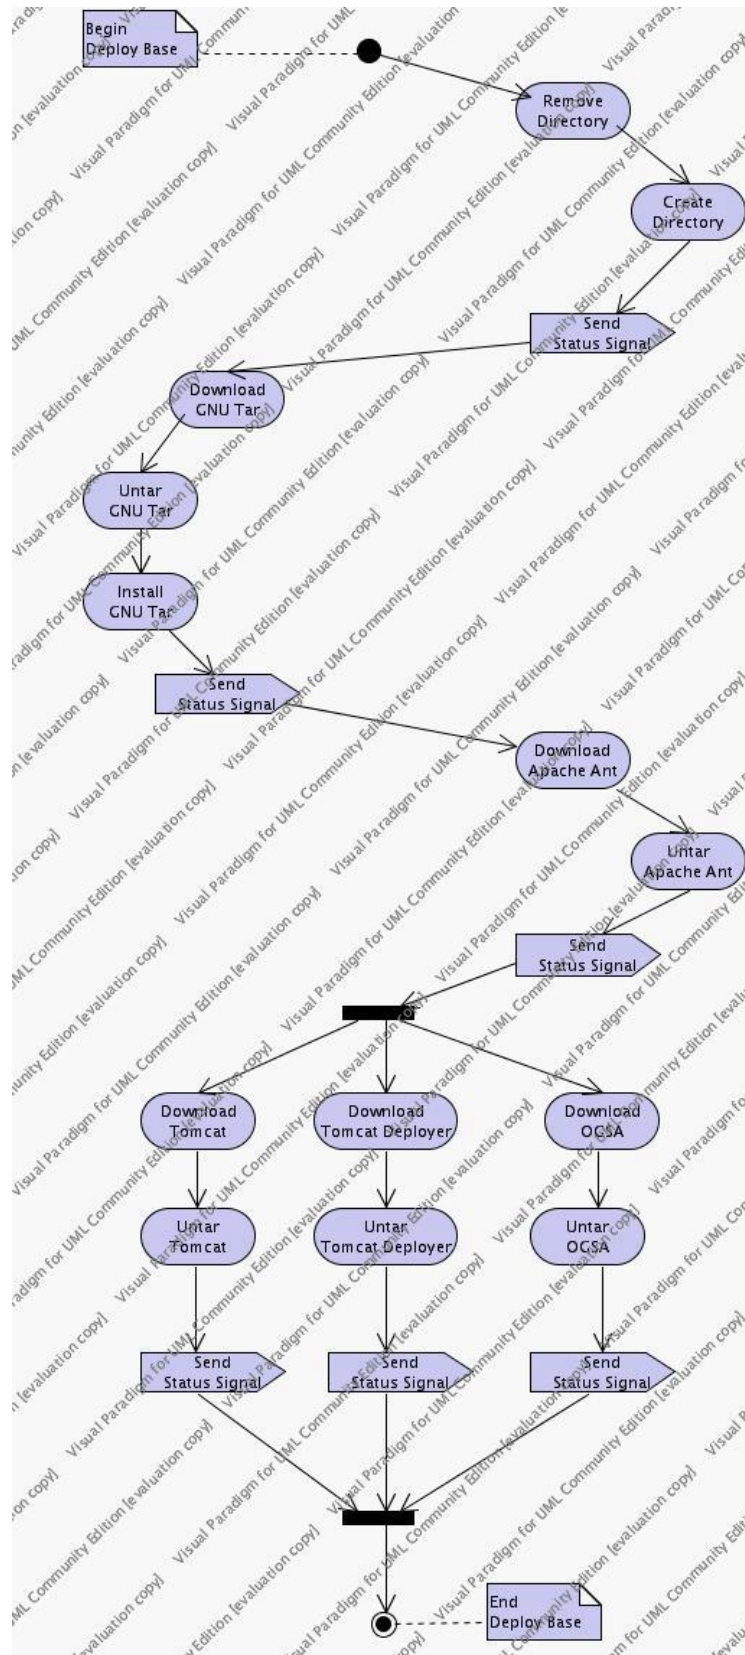 Begin
Deploy Base
Remove
Directory
Create
Directory
Send
Status Signal
Download
GNU Tar
Untar
GNU Tar
Install
GNU Tar
Send
Status Signal
Download
Apache Ant
Untar
Apache Ant
Send
Status Signal
Download
Tomcat
Download
Tomcat Deployer
Download
OGSA
Untar
Tomcat
Untar
Tomcat Deployer
Untar
OGSA
Send
Status Signal
Send
Status Signal
Send
Status Signal
End
Deploy Base
Visual Paradigm for UML Community Edition [evaluation copy]